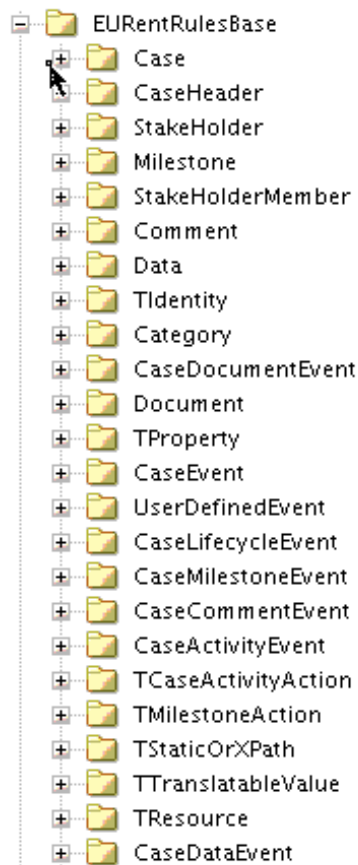 EURentRulesBase
Case
CaseHeader
StakeHolder
Milestone
StakeHolderMember
Comment
Data
TIdentity
Category
CaseDocumentEvent
Document
TProperty
CaseEvent
UserDefinedEvent
CaseLifecycleEvent
CaseMilestoneEvent
CaseCommentEvent
CaseActivityEvent
TCaseActivityAction
TMilestoneAction
TStaticOrXPath
TTranslatableValue
TResource
CaseDataEvent